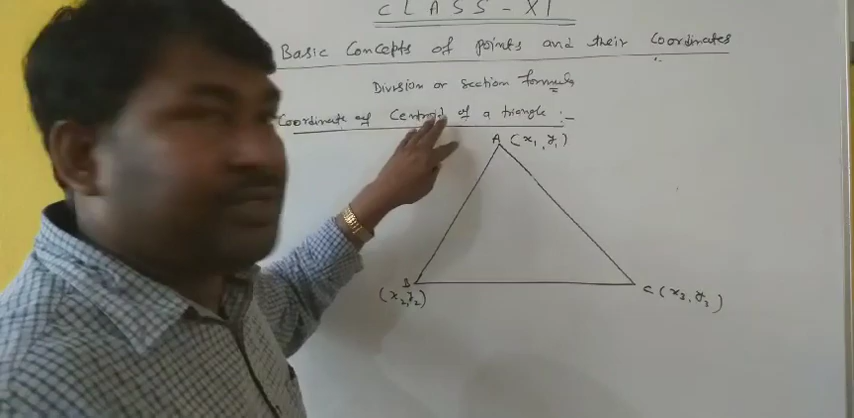 CLASS-XI
Basic Concepts of points and their Coordinates
Division or section formula
Coordinate of Centroid of a triangle :-
A (x₁, y₁)
B
(x₂, y₂)
C (x₃, y₃)